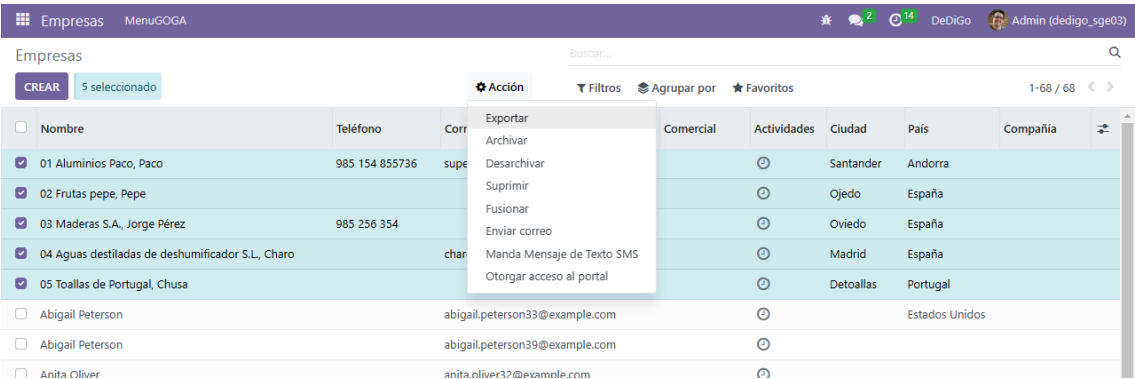 Empresas MenuGOGA 2 14 DeDiGo Admin (dedigo_sge03)
Empresas Buscar...
CREAR 5 seleccionado Acción Filtros Agrupar por Favoritos 1-68 / 68
Exportar
Archivar
Desarchivar
Suprimir
Fusionar
Enviar correo
Manda Mensaje de Texto SMS
Otorgar acceso al portal
Nombre Teléfono Corr Comercial Actividades Ciudad País Compañía
01 Aluminios Paco, Paco 985 154 855736 supe Santander Andorra
02 Frutas pepe, Pepe Ojedo España
03 Maderas S.A., Jorge Pérez 985 256 354 Oviedo España
04 Aguas destiladas de deshumificador S.L, Charo char Madrid España
05 Toallas de Portugal, Chusa Detoallas Portugal
Abigail Peterson abigail.peterson33@example.com Estados Unidos
Abigail Peterson abigail.peterson39@example.com
Anita Oliver anita.oliver32@example.com